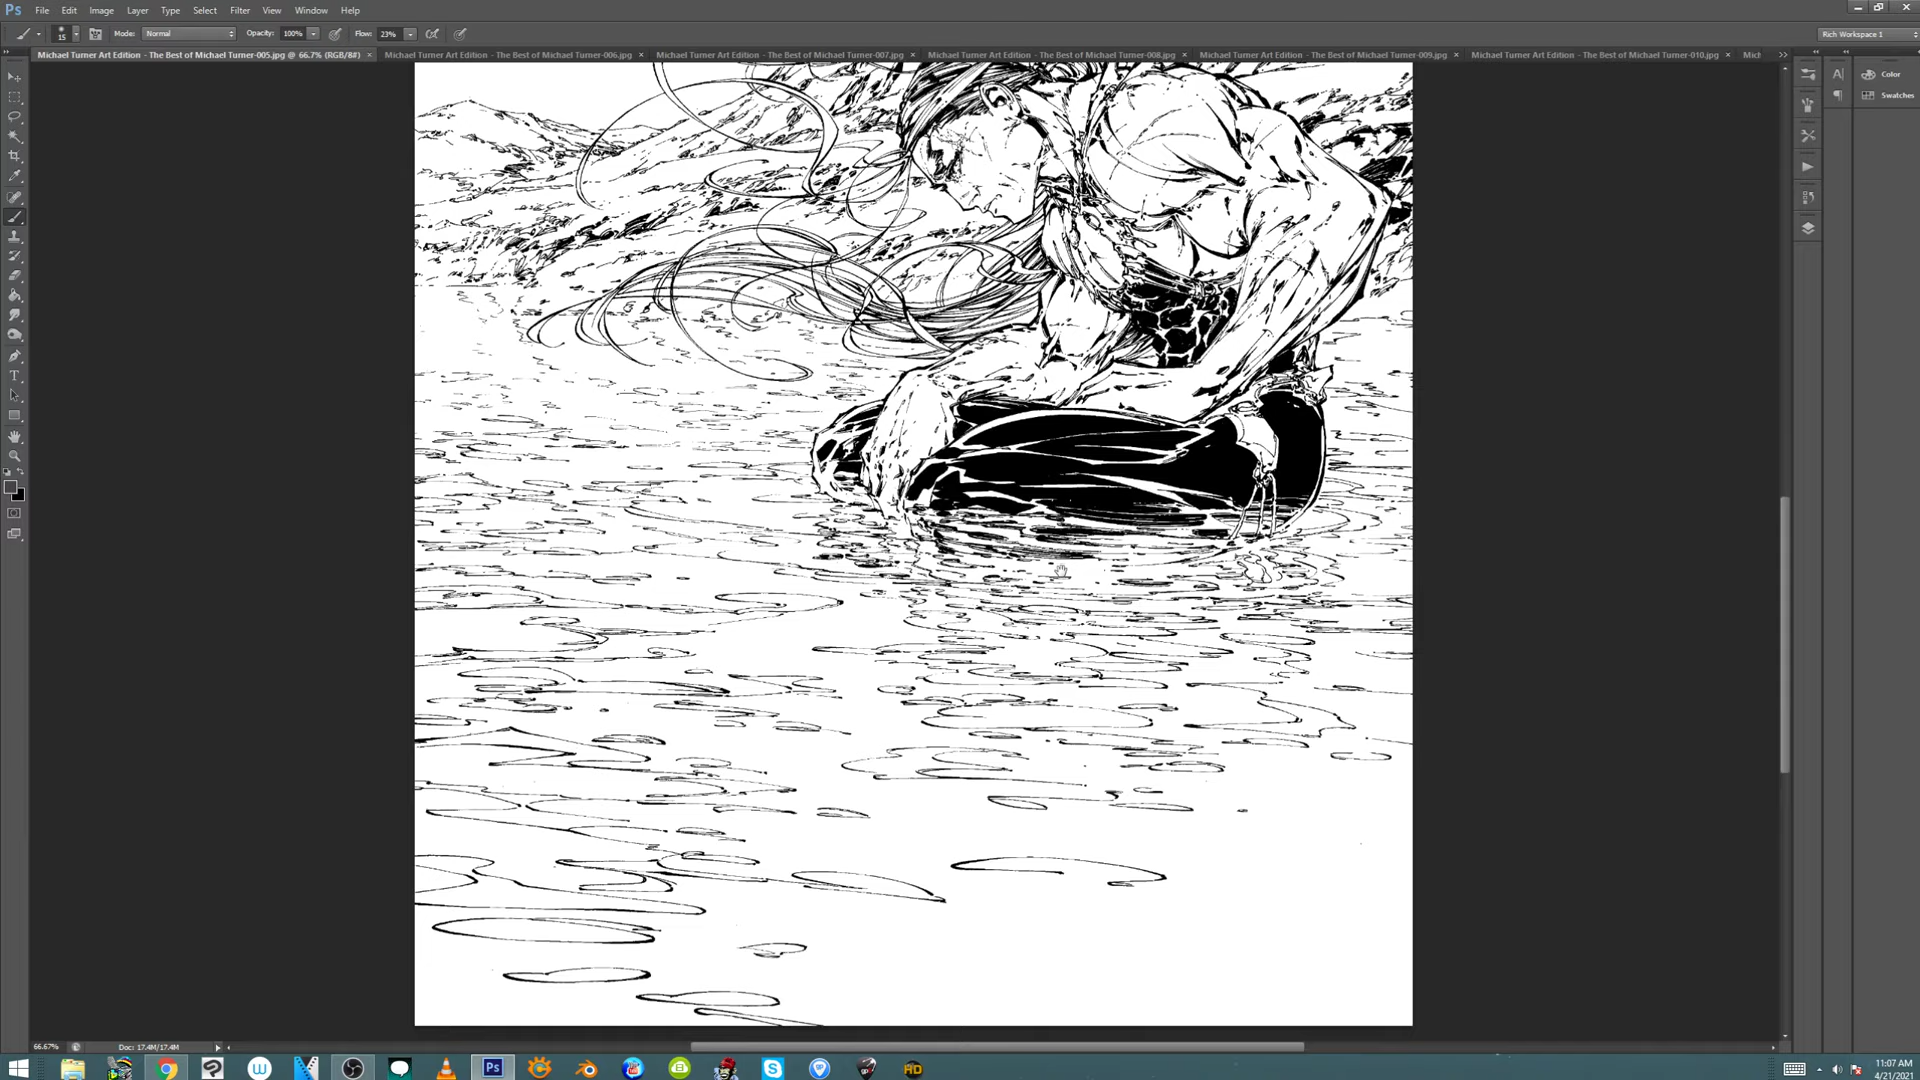 Ps File Edit Image Layer Type Select Filter View Window Help
15 Mode: Normal Opacity: 100% Flow: 23% Rich Workspace 1
Michael Turner Art Edition - The Best of Michael Turner-005.jpg @ 66.7% (RGB/8#) × Michael Turner Art Edition - The Best of Michael Turner-006.jpg × Michael Turner Art Edition - The Best of Michael Turner-007.jpg × Michael Turner Art Edition - The Best of Michael Turner-008.jpg × Michael Turner Art Edition - The Best of Michael Turner-009.jpg × Michael Turner Art Edition - The Best of Michael Turner-010.jpg × Mich
Color
Swatches
66.67% Doc: 17.4M/17.4M
Ps
11:07 AM
4/21/2021